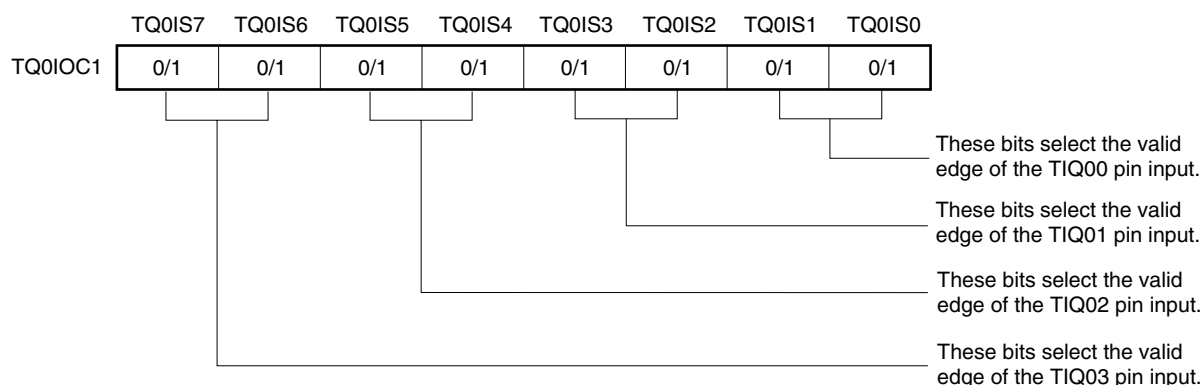 TQ0IS7 TQ0IS6 TQ0IS5 TQ0IS4 TQ0IS3 TQ0IS2 TQ0IS1 TQ0IS0
TQ0IOC1 0/1 0/1 0/1 0/1 0/1 0/1 0/1 0/1
These bits select the valid
edge of the TIQ00 pin input.
These bits select the valid
edge of the TIQ01 pin input.
These bits select the valid
edge of the TIQ02 pin input.
These bits select the valid
edge of the TIQ03 pin input.